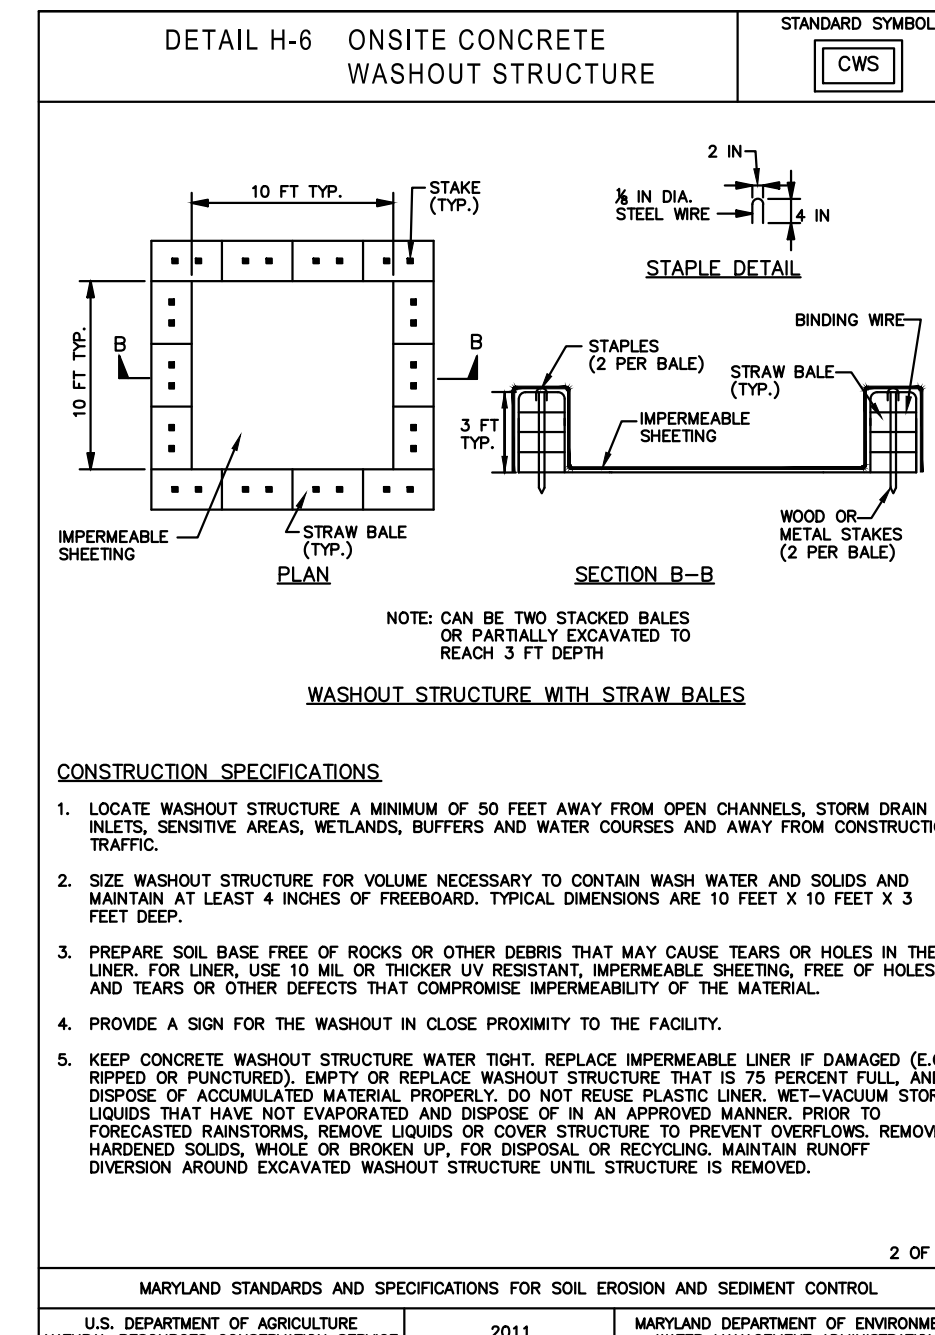 DETAIL H-6 ONSITE CONCRETE
WASHOUT STRUCTURE
STANDARD SYMBOL
CWS
10 FT TYP.
STAKE
(TYP.)
10 FT TYP.
B
B
IMPERMEABLE
SHEETING
STRAW BALE
(TYP.)
PLAN
2 IN
⅛ IN DIA.
STEEL WIRE
4 IN
STAPLE DETAIL
BINDING WIRE
STAPLES
(2 PER BALE)
STRAW BALE
(TYP.)
3 FT
TYP.
IMPERMEABLE
SHEETING
WOOD OR
METAL STAKES
(2 PER BALE)
SECTION B-B
NOTE: CAN BE TWO STACKED BALES
OR PARTIALLY EXCAVATED TO
REACH 3 FT DEPTH
WASHOUT STRUCTURE WITH STRAW BALES
CONSTRUCTION SPECIFICATIONS
1. LOCATE WASHOUT STRUCTURE A MINIMUM OF 50 FEET AWAY FROM OPEN CHANNELS, STORM DRAIN
INLETS, SENSITIVE AREAS, WETLANDS, BUFFERS AND WATER COURSES AND AWAY FROM
TRAFFIC.
2. SIZE WASHOUT STRUCTURE FOR VOLUME NECESSARY TO CONTAIN WASH WATER AND SOLIDS AND
MAINTAIN AT LEAST 4 INCHES OF FREEBOARD. TYPICAL DIMENSIONS ARE 10 FEET X 10 FEET X 3
FEET DEEP.
3. PREPARE SOIL BASE FREE OF ROCKS OR OTHER DEBRIS THAT MAY CAUSE TEARS OR HOLES IN THE
LINER. FOR LINER, USE 10 MIL OR THICKER UV RESISTANT, IMPERMEABLE SHEETING, FREE OF HOLES
AND TEARS OR OTHER DEFECTS THAT COMPROMISE IMPERMEABILITY OF THE MATERIAL.
4. PROVIDE A SIGN FOR THE WASHOUT IN CLOSE PROXIMITY TO THE FACILITY.
5. KEEP CONCRETE WASHOUT STRUCTURE WATER TIGHT. REPLACE IMPERMEABLE LINER IF DAMAGED
RIPPED OR PUNCTURED). EMPTY OR REPLACE WASHOUT STRUCTURE THAT IS 75 PERCENT FULL, AND
DISPOSE OF ACCUMULATED MATERIAL PROPERLY. DO NOT REUSE PLASTIC LINER. WET-VACUUM
LIQUIDS THAT HAVE NOT EVAPORATED AND DISPOSE OF IN AN APPROVED MANNER. PRIOR TO
FORECASTED RAINSTORMS, REMOVE LIQUIDS OR COVER STRUCTURE TO PREVENT OVERFLOWS. REMOVE
HARDENED SOLIDS, WHOLE OR BROKEN UP, FOR DISPOSAL OR RECYCLING. MAINTAIN RUNOFF
DIVERSION AROUND EXCAVATED WASHOUT STRUCTURE UNTIL STRUCTURE IS REMOVED.
2 OF
MARYLAND STANDARDS AND SPECIFICATIONS FOR SOIL EROSION AND SEDIMENT CONTROL
U.S. DEPARTMENT OF AGRICULTURE
2011
MARYLAND DEPARTMENT OF